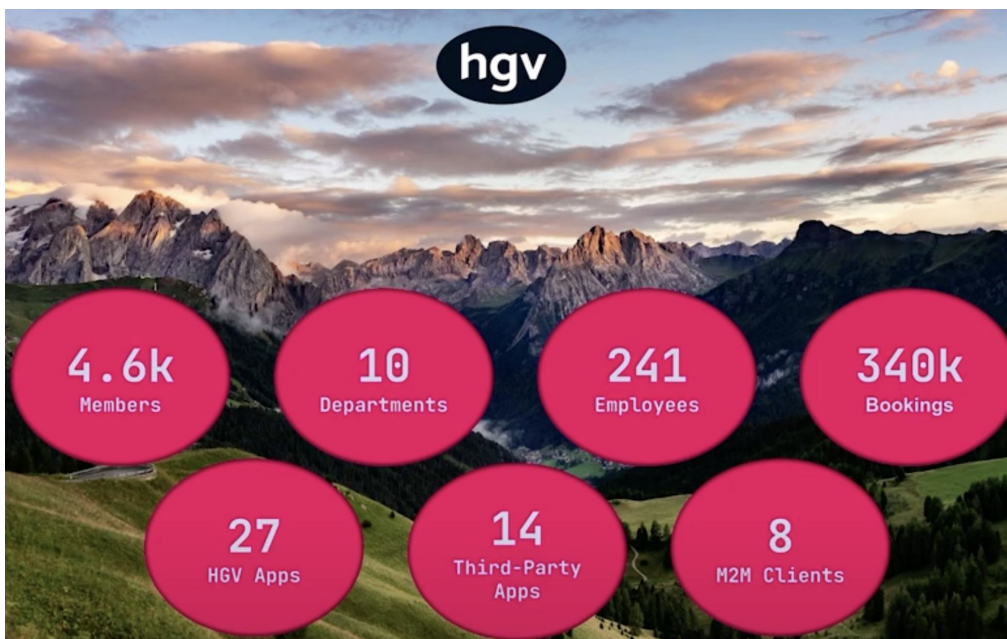 hgv
4.6k
Members
10
Departments
241
Employees
340k
Bookings
27
HGV Apps
14
Third-Party
Apps
8
M2M Clients